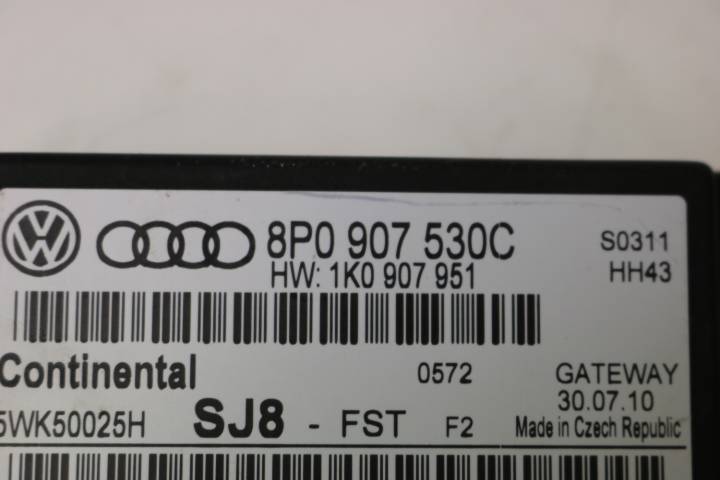 8P0 907 530C S0311
HW: 1K0 907 951 HH43
Continental 0572 GATEWAY
30.07.10
5WK50025H SJ8 - FST F2 Made in Czech Republic